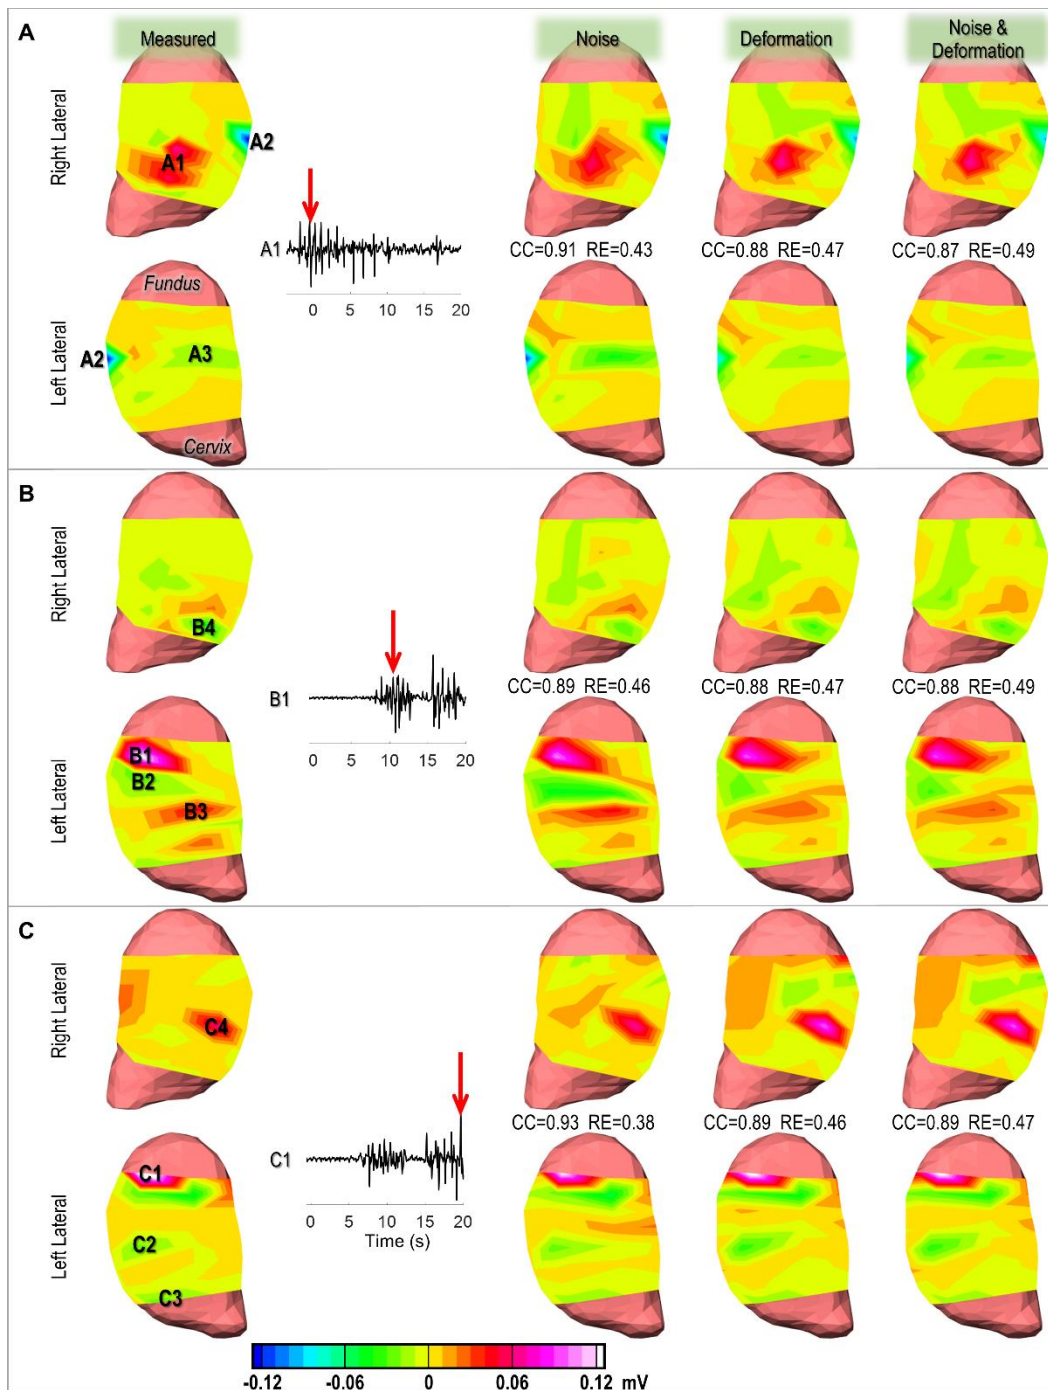 A
Measured
Noise
Deformation
Noise &
Deformation
Right Lateral
A1
A2
A1
0 5 10 15 20
CC=0.91 RE=0.43
CC=0.88 RE=0.47
CC=0.87 RE=0.49
Left Lateral
Fundus
A2
A3
Cervix
B
Right Lateral
B4
B1
0 5 10 15 20
CC=0.89 RE=0.46
CC=0.88 RE=0.47
CC=0.88 RE=0.49
Left Lateral
B1
B2
B3
C
Right Lateral
C4
C1
0 5 10 15 20
Time (s)
CC=0.93 RE=0.38
CC=0.89 RE=0.46
CC=0.89 RE=0.47
Left Lateral
C1
C2
C3
-0.12 -0.06 0 0.06 0.12 mV